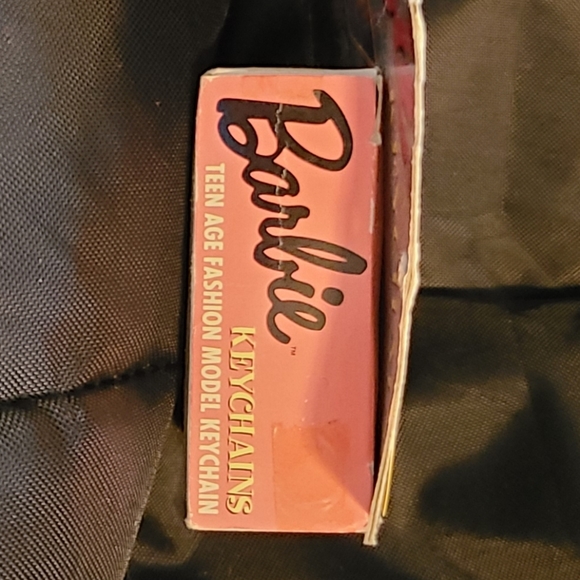 Barbie™
KEYCHAINS
TEEN AGE FASHION MODEL KEYCHAIN